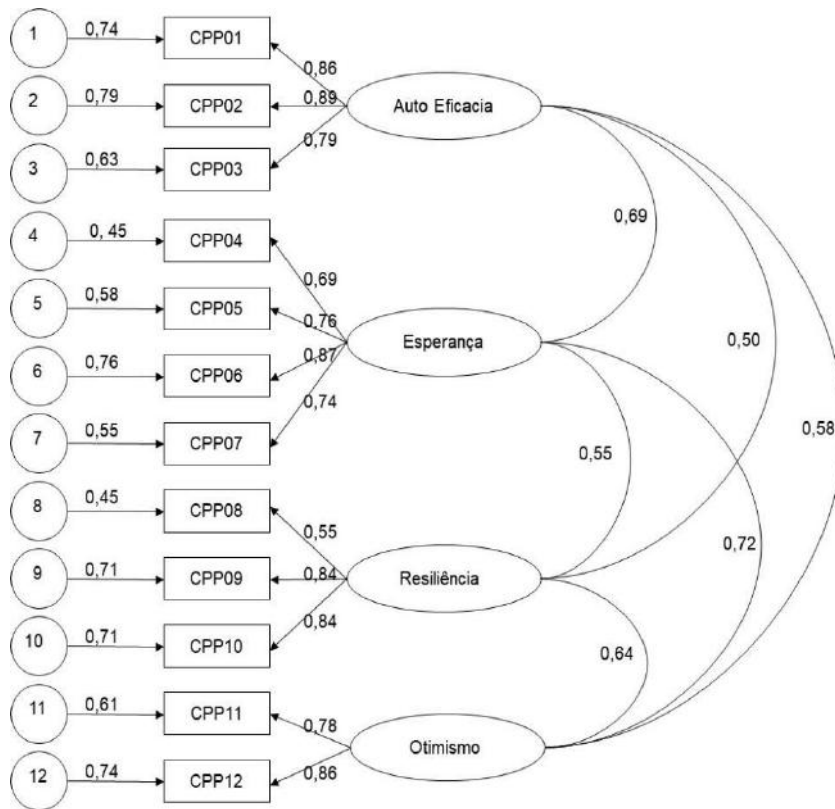 1 0,74 CPP01
0,86
2 0,79 CPP02 0,89 Auto Eficacia
0,79
3 0,63 CPP03
0,69
4 0, 45 CPP04
0,69
5 0,58 CPP05
0,76
Esperança
0,50
6 0,76 CPP06 0,87
0,74
0,58
7 0,55 CPP07
0,55
8 0,45 CPP08
0,55
0,72
9 0,71 CPP09 0,84 Resiliência
0,84
10 0,71 CPP10
0,64
11 0,61 CPP11
0,78
Otimismo
0,86
12 0,74 CPP12